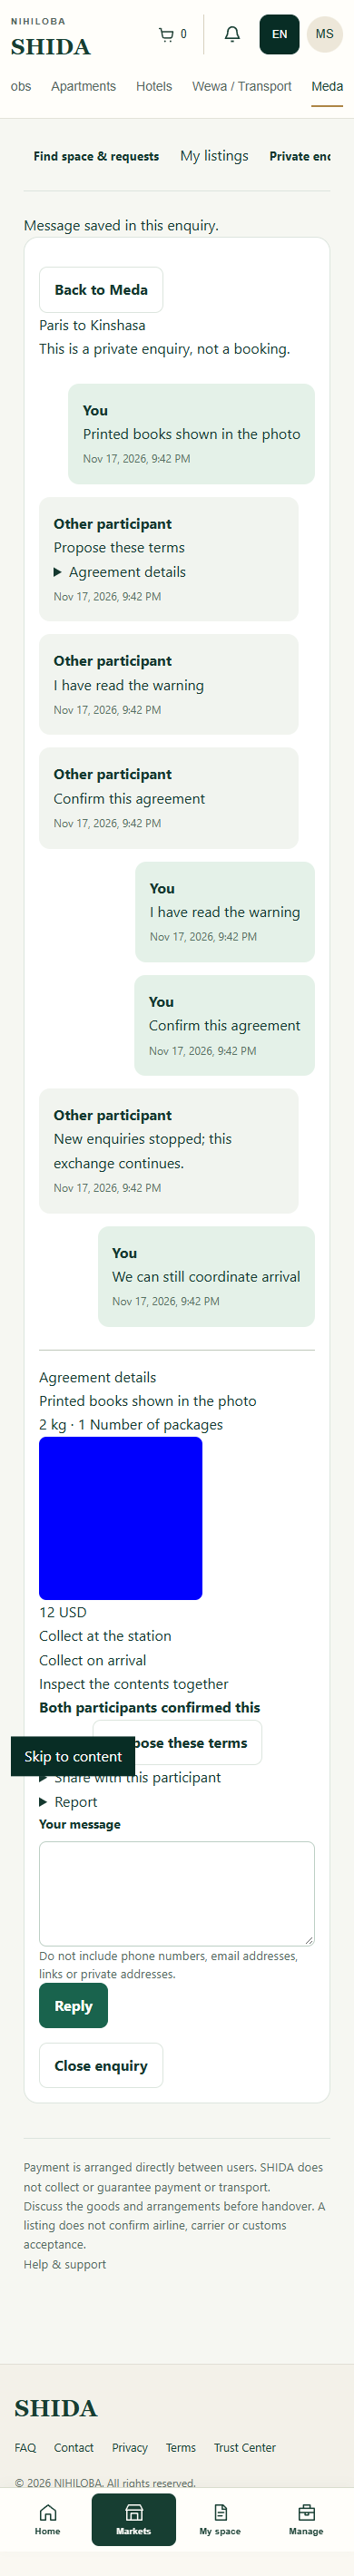 NIHILOBA
SHIDA
0
EN
MS
obs Apartments Hotels Wewa / Transport Meda
Find space & requests My listings Private enc
Message saved in this enquiry.
Back to Meda
Paris to Kinshasa
This is a private enquiry, not a booking.
You
Printed books shown in the photo
Nov 17, 2026, 9:42 PM
Other participant
Propose these terms
Agreement details
Nov 17, 2026, 9:42 PM
Other participant
I have read the warning
Nov 17, 2026, 9:42 PM
Other participant
Confirm this agreement
Nov 17, 2026, 9:42 PM
You
I have read the warning
Nov 17, 2026, 9:42 PM
You
Confirm this agreement
Nov 17, 2026, 9:42 PM
Other participant
New enquiries stopped; this
exchange continues.
Nov 17, 2026, 9:42 PM
You
We can still coordinate arrival
Nov 17, 2026, 9:42 PM
Agreement details
Printed books shown in the photo
2 kg · 1 Number of packages
12 USD
Collect at the station
Collect on arrival
Inspect the contents together
Both participants confirmed this
pose these terms
Skip to content
Share with this participant
Report
Your message
Do not include phone numbers, email addresses,
links or private addresses.
Reply
Close enquiry
Payment is arranged directly between users. SHIDA does
not collect or guarantee payment or transport.
Discuss the goods and arrangements before handover. A
listing does not confirm airline, carrier or customs
acceptance.
Help & support
SHIDA
FAQ Contact Privacy Terms Trust Center
© 2026 NIHILOBA. All rights reserved.
Home Markets My space Manage